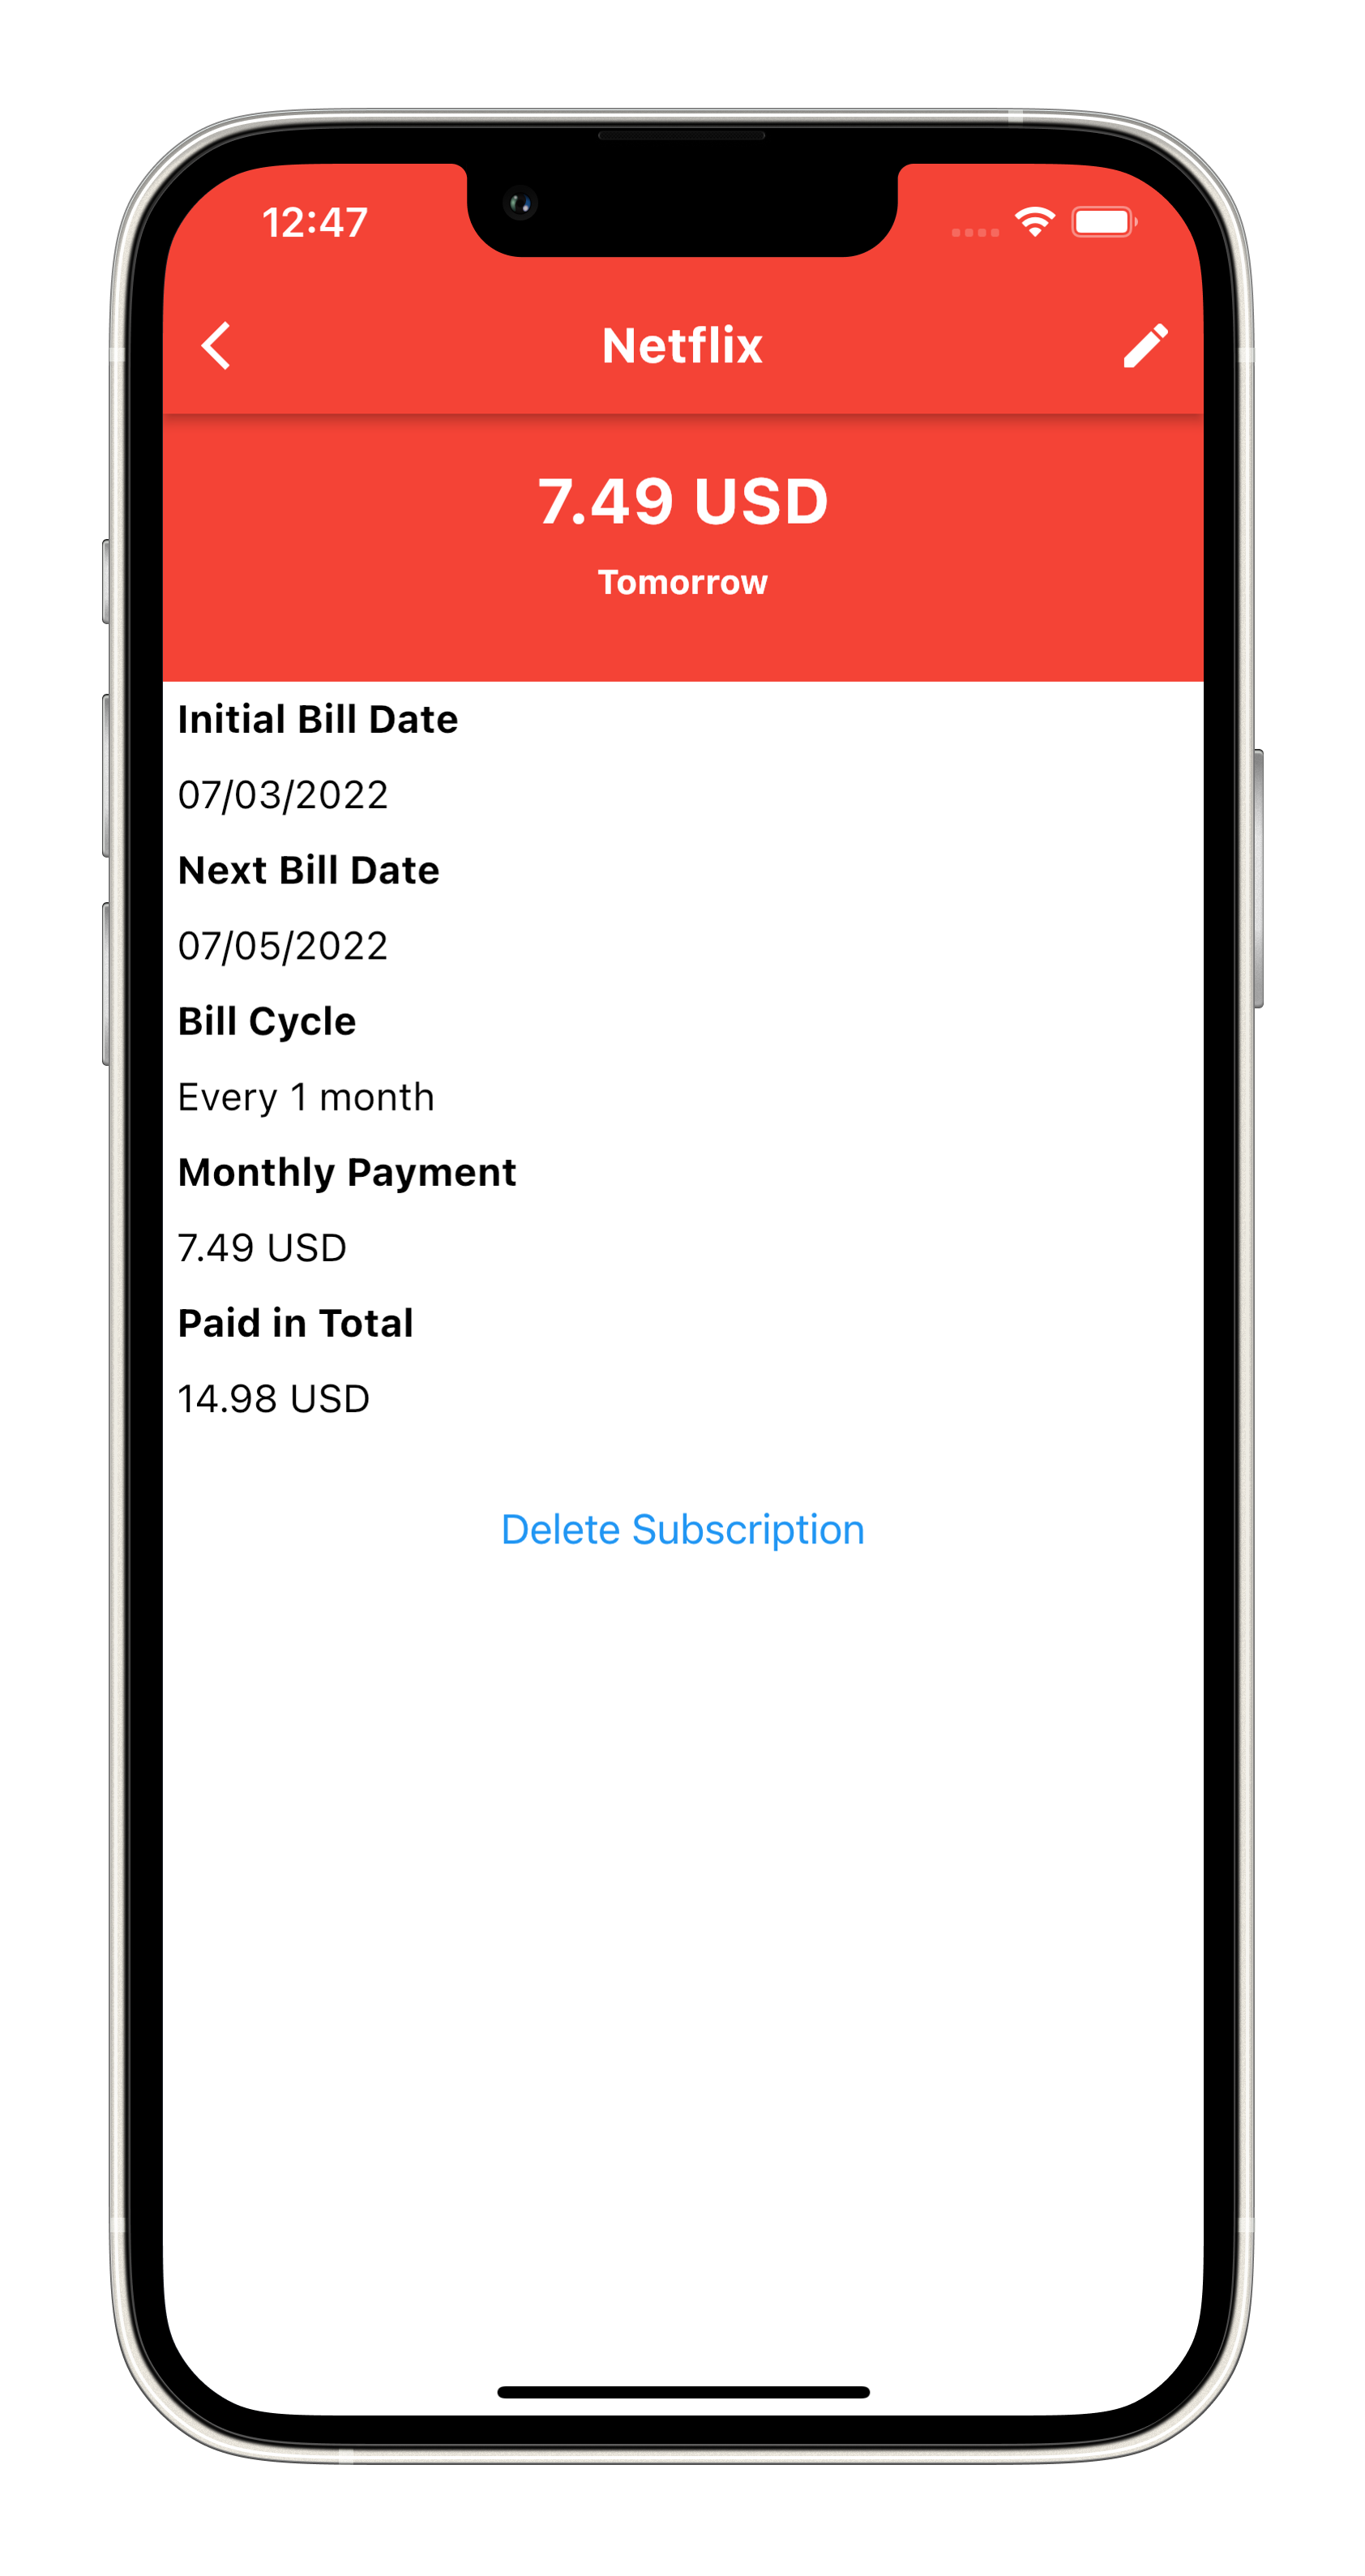 12:47
Netflix
7.49 USD
Tomorrow
Initial Bill Date
07/03/2022
Next Bill Date
07/05/2022
Bill Cycle
Every 1 month
Monthly Payment
7.49 USD
Paid in Total
14.98 USD
Delete Subscription